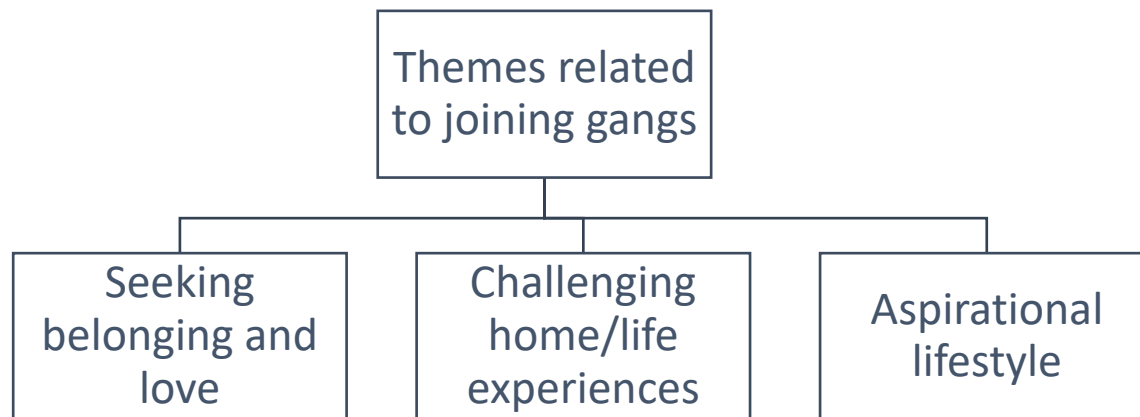 Themes related
to joining gangs
Seeking
belonging and
love
Challenging
home/life
experiences
Aspirational
lifestyle